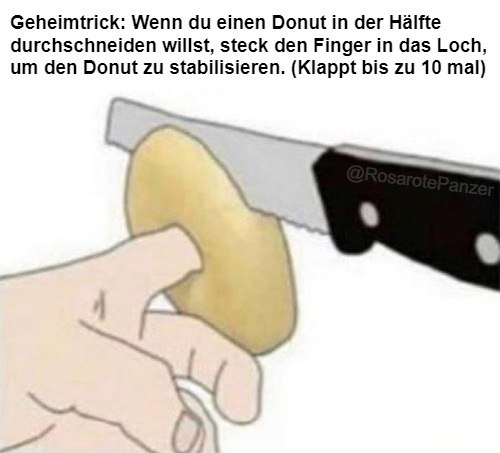 Geheimtrick: Wenn du einen Donut in der Hälfte
durchschneiden willst, steck den Finger in das Loch,
um den Donut zu stabilisieren. (Klappt bis zu 10 mal)
@RosarotePanzer